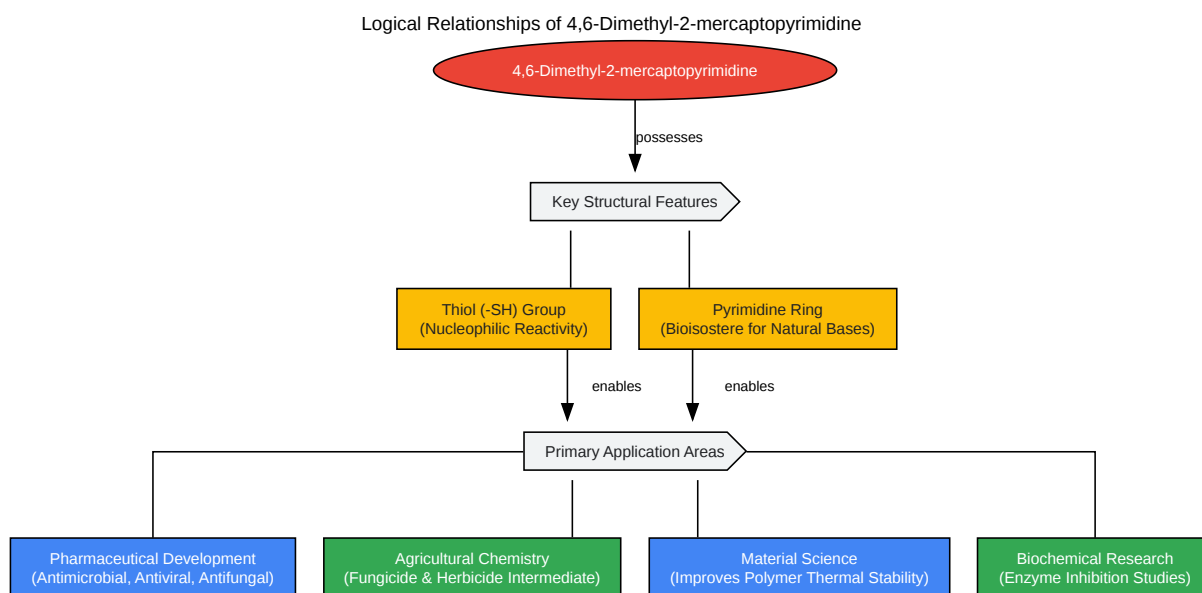 Logical Relationships of 4,6-Dimethyl-2-mercaptopyrimidine
4,6-Dimethyl-2-mercaptopyrimidine
possesses
Key Structural Features
Thiol (-SH) Group
(Nucleophilic Reactivity)
Pyrimidine Ring
(Bioisostere for Natural Bases)
enables
enables
Primary Application Areas
Pharmaceutical Development
(Antimicrobial, Antiviral, Antifungal)
Agricultural Chemistry
(Fungicide & Herbicide Intermediate)
Material Science
(Improves Polymer Thermal Stability)
Biochemical Research
(Enzyme Inhibition Studies)